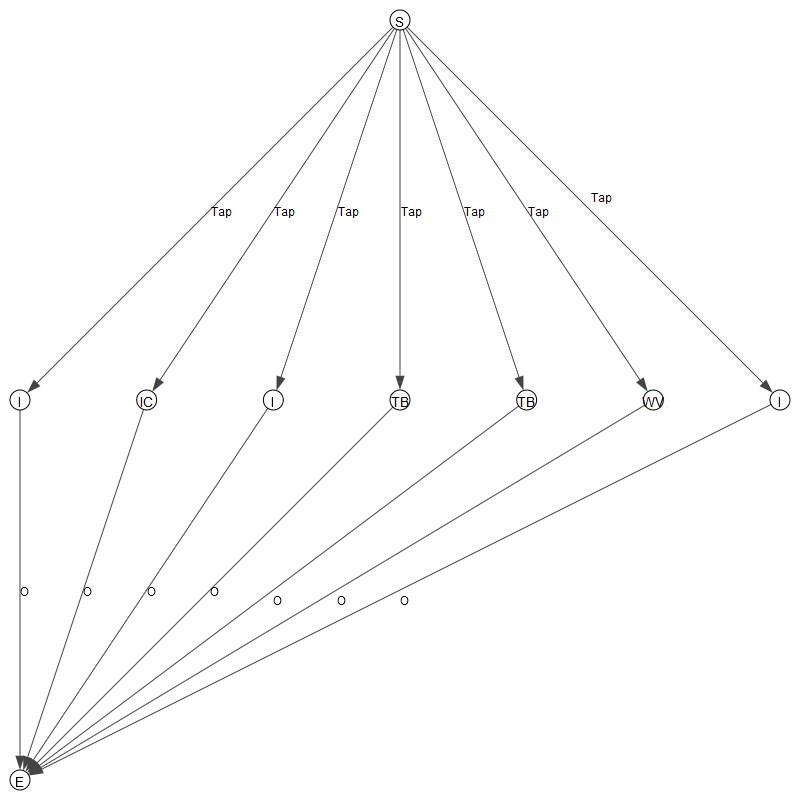 S
Tap Tap Tap Tap Tap Tap Tap
I IC I TB TB WV I
O O O O O O O
E